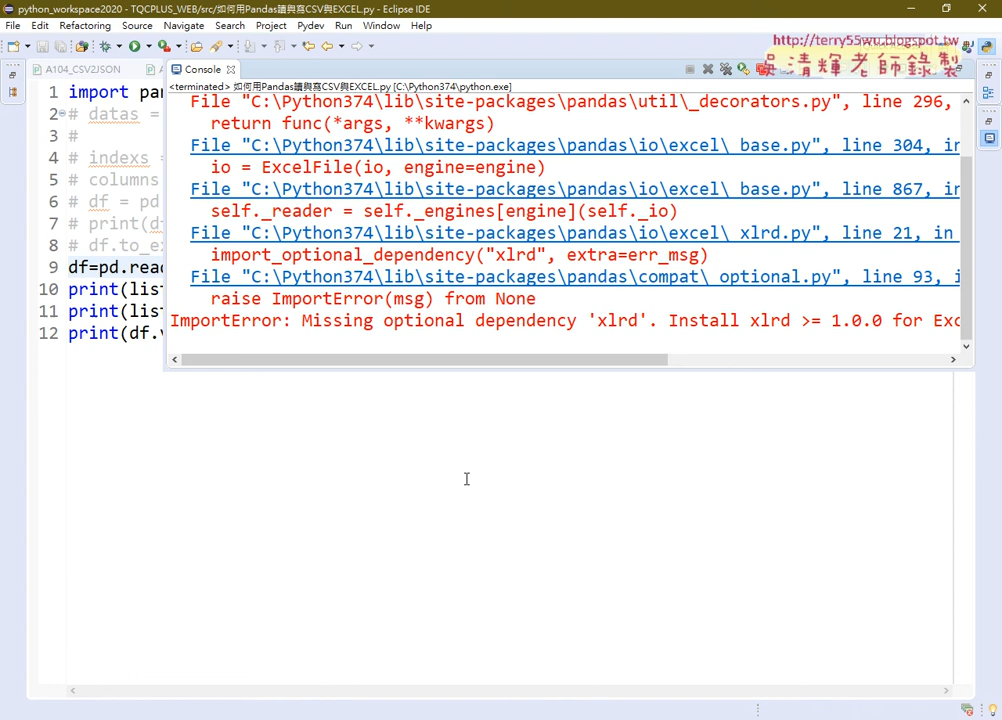 python_workspace2020 - TQCPLUS_WEB/src/如何用Pandas讀與寫CSV與EXCEL.py - Eclipse IDE
File Edit Refactoring Source Navigate Search Project Pydev Run Window Help
http://terry55wu.blogspot.tw
吳清輝老師錄製
A104_CSV2JSON
Console
<terminated> 如何用Pandas讀與寫CSV與EXCEL.py [C:\Python374\python.exe]
1 import pan
2 # datas =
3 #
4 # indexs =
5 # columns
6 # df = pd
7 # print(d
8 # df.to_e
9 df=pd.read
10 print(lis
11 print(lis
12 print(df.
File "C:\Python374\lib\site-packages\pandas\util\_decorators.py", line 296,
return func(*args, **kwargs)
File "C:\Python374\lib\site-packages\pandas\io\excel\_base.py", line 304, in
io = ExcelFile(io, engine=engine)
File "C:\Python374\lib\site-packages\pandas\io\excel\_base.py", line 867, in
self._reader = self._engines[engine](self._io)
File "C:\Python374\lib\site-packages\pandas\io\excel\_xlrd.py", line 21, in
import_optional_dependency("xlrd", extra=err_msg)
File "C:\Python374\lib\site-packages\pandas\compat\_optional.py", line 93, i
raise ImportError(msg) from None
ImportError: Missing optional dependency 'xlrd'. Install xlrd >= 1.0.0 for Exc